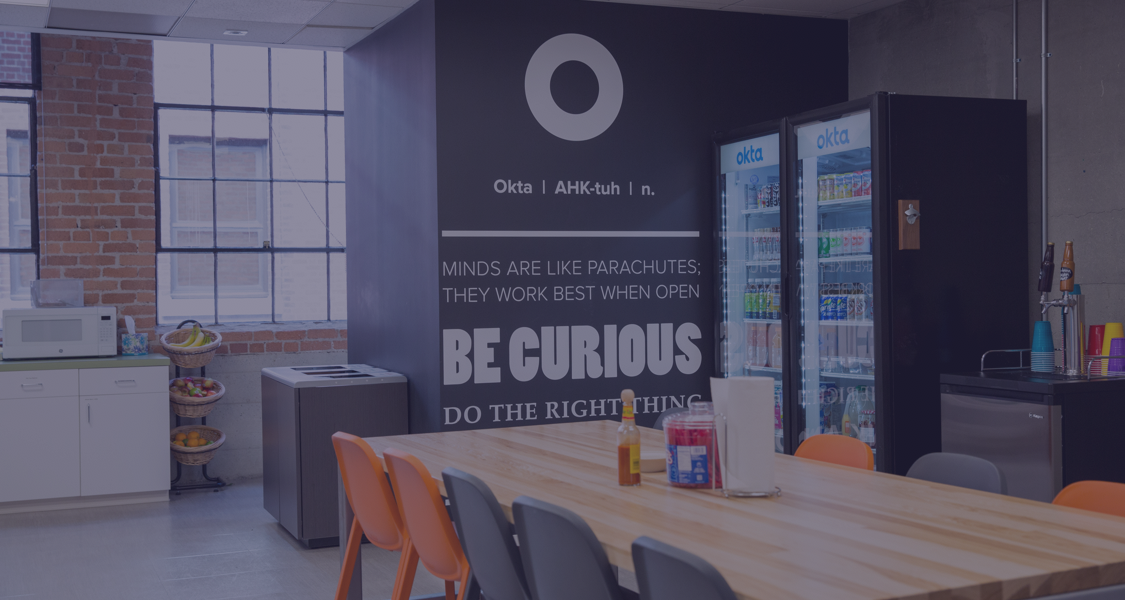 Okta | AHK-tuh | n.
MINDS ARE LIKE PARACHUTES;
THEY WORK BEST WHEN OPEN
BE CURIOUS
DO THE RIGHT THING
okta
okta